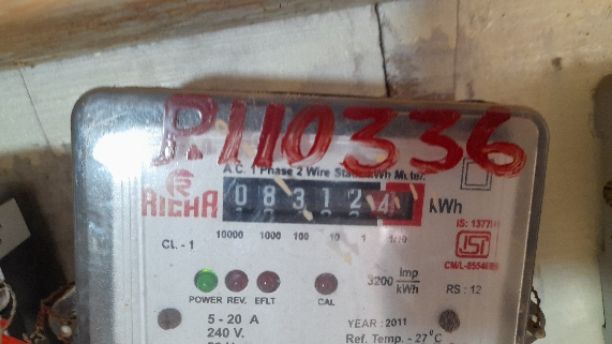 P.110336
A.C. 1 Phase 2 Wire Static kWh Meter
RICHA
083124
kWh
10000 1000 100 10 1 1/10
IS: 1377
ISI
CM/L-8554
CL. - 1
3200 imp/kWh
POWER REV. EFLT CAL
RS : 12
5 - 20 A
240 V.
YEAR : 2011
Ref. Temp. - 27°C